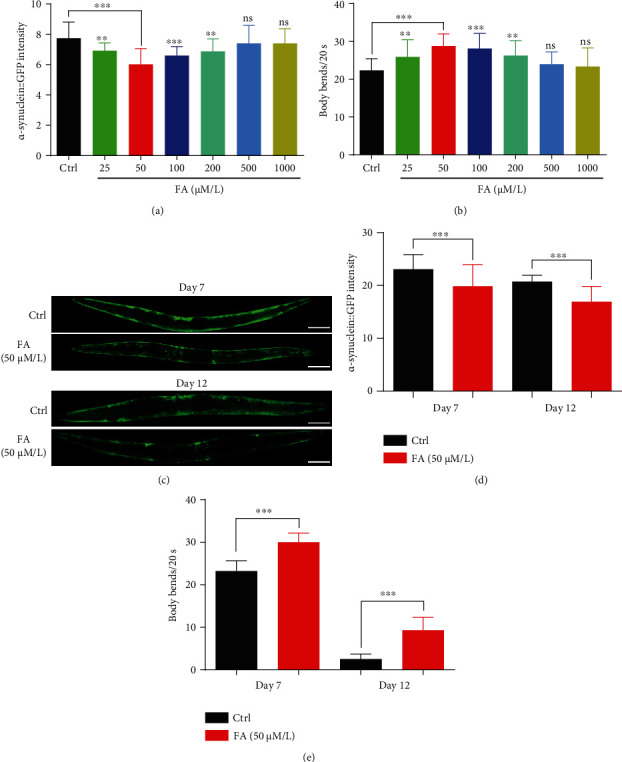 α-synuclein::GFP intensity
10
8
6
4
2
0
***
**
***
**
ns
ns
Ctrl 25 50 100 200 500 1000
FA (μM/L)
(a)
Body bends/20 s
40
30
20
10
0
***
**
***
**
ns
ns
Ctrl 25 50 100 200 500 1000
FA (μM/L)
(b)
Day 7
Ctrl
FA
(50 μM/L)
Day 12
Ctrl
FA
(50 μM/L)
(c)
α-synuclein::GFP intensity
30
20
10
0
***
***
Day 7 Day 12
Ctrl
FA (50 μM/L)
(d)
Body bends/20 s
40
30
20
10
0
***
***
Day 7 Day 12
Ctrl
FA (50 μM/L)
(e)